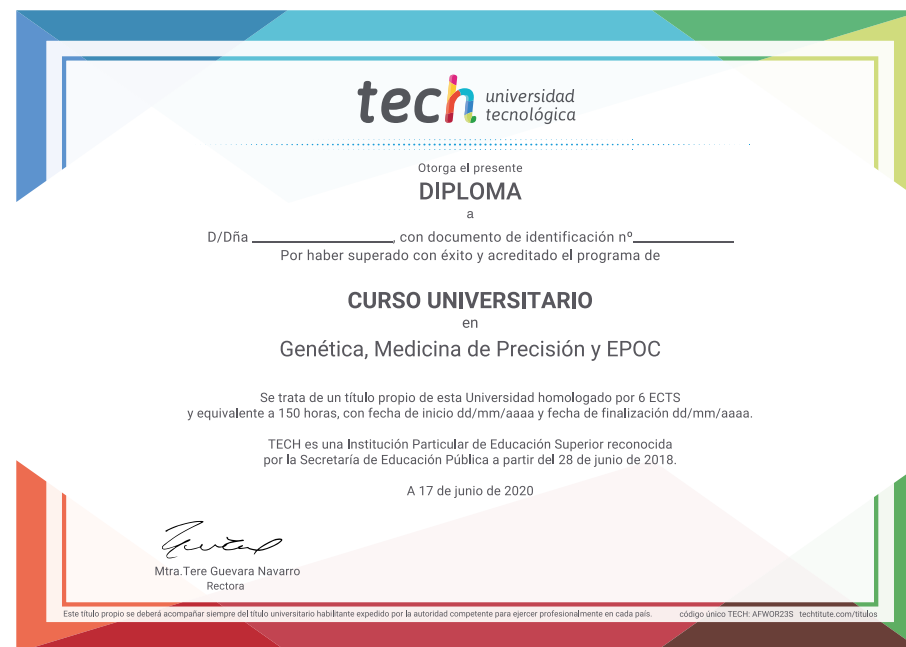 tech universidad
tecnológica
Otorga el presente
DIPLOMA
a
D/Dña ____________________, con documento de identificación nº______________
Por haber superado con éxito y acreditado el programa de
CURSO UNIVERSITARIO
en
Genética, Medicina de Precisión y EPOC
Se trata de un título propio de esta Universidad homologado por 6 ECTS
y equivalente a 150 horas, con fecha de inicio dd/mm/aaaa y fecha de finalización dd/mm/aaaa.
TECH es una Institución Particular de Educación Superior reconocida
por la Secretaría de Educación Pública a partir del 28 de junio de 2018.
A 17 de junio de 2020
Mtra.Tere Guevara Navarro
Rectora
Este título propio se deberá acompañar siempre del título universitario habilitante expedido por la autoridad competente para ejercer profesionalmente en cada país. código único TECH: AFWOR23S techtitute.com/titulos